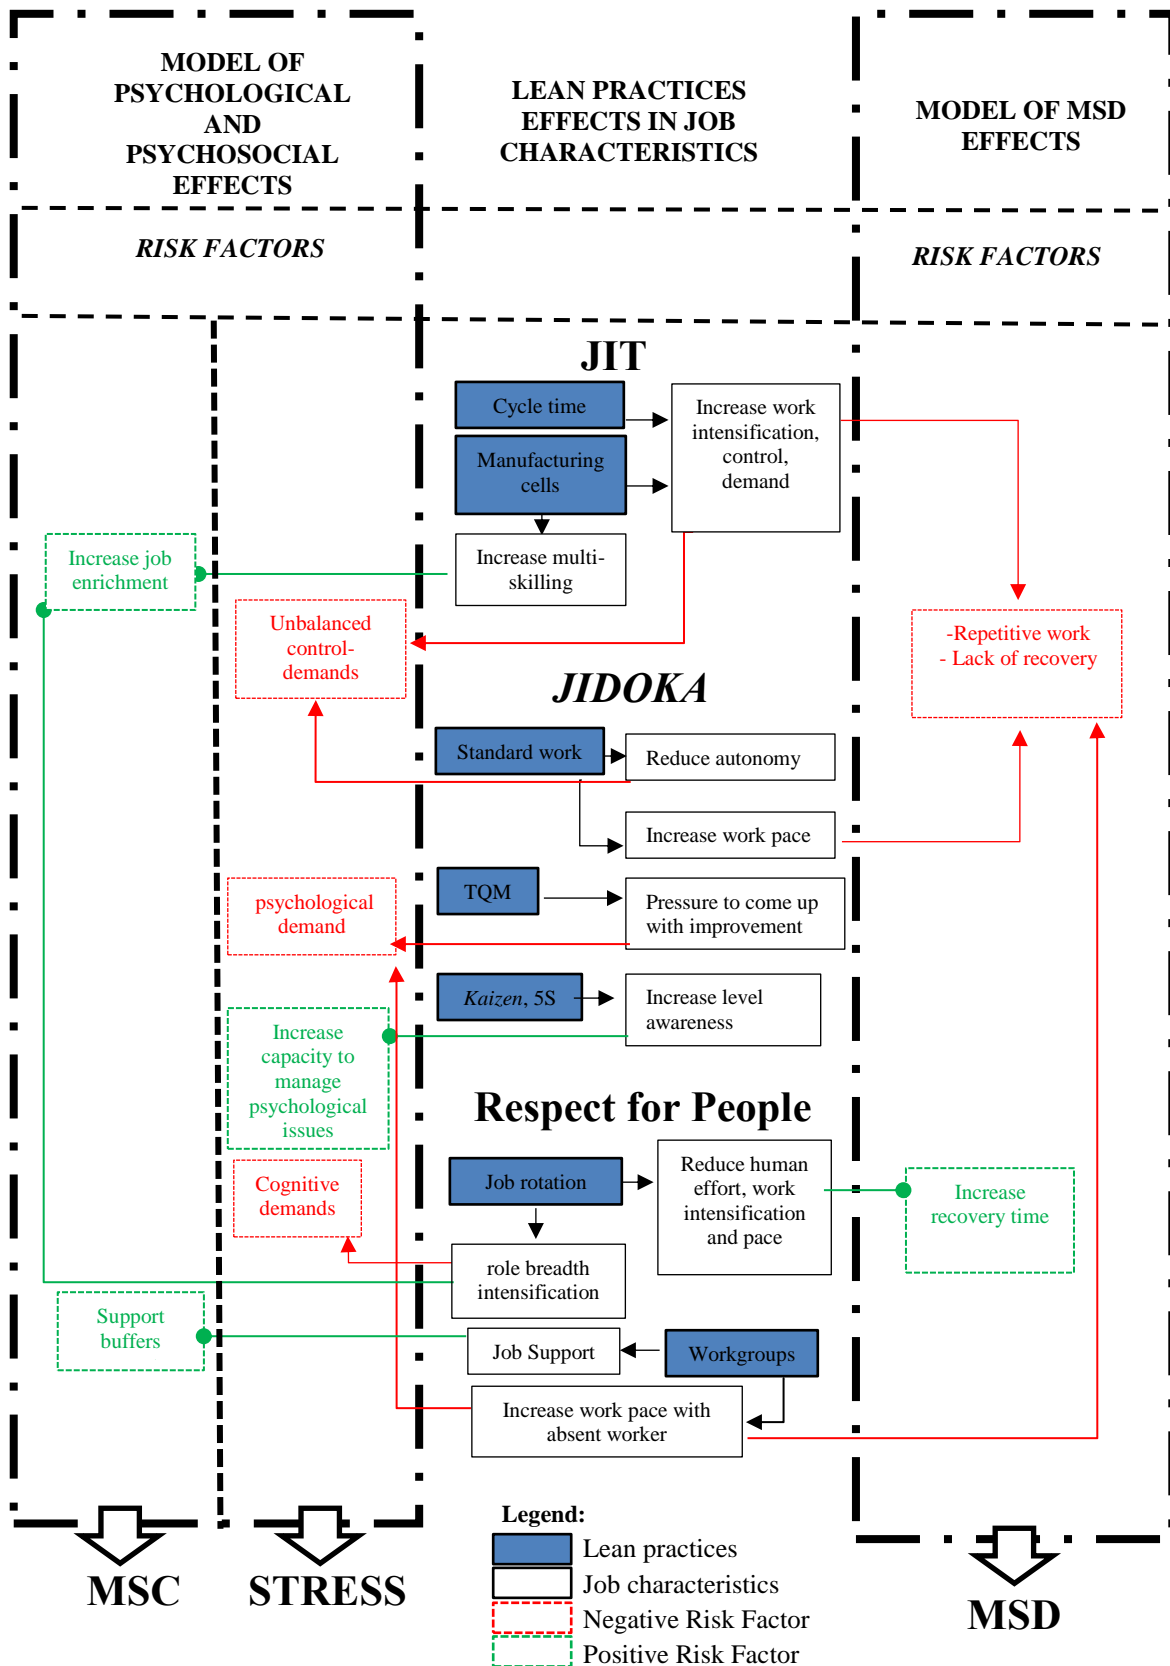 MODEL OF
PSYCHOLOGICAL
AND
PSYCHOSOCIAL
EFFECTS
LEAN PRACTICES
EFFECTS IN JOB
CHARACTERISTICS
MODEL OF MSD
EFFECTS
RISK FACTORS
RISK FACTORS
JIT
Cycle time
Increase work
intensification,
control,
demand
Manufacturing
cells
Increase job
enrichment
Increase multi-
skilling
Unbalanced
control-
demands
-Repetitive work
- Lack of recovery
JIDOKA
Standard work
Reduce autonomy
Increase work pace
TQM
Pressure to come up
with improvement
psychological
demand
Kaizen, 5S
Increase level
awareness
Increase
capacity to
manage
psychological
issues
Respect for People
Job rotation
Reduce human
effort, work
intensification
and pace
Increase
recovery time
Cognitive
demands
role breadth
intensification
Support
buffers
Job Support
Workgroups
Increase work pace with
absent worker
Legend:
Lean practices
Job characteristics
Negative Risk Factor
Positive Risk Factor
MSC
STRESS
MSD